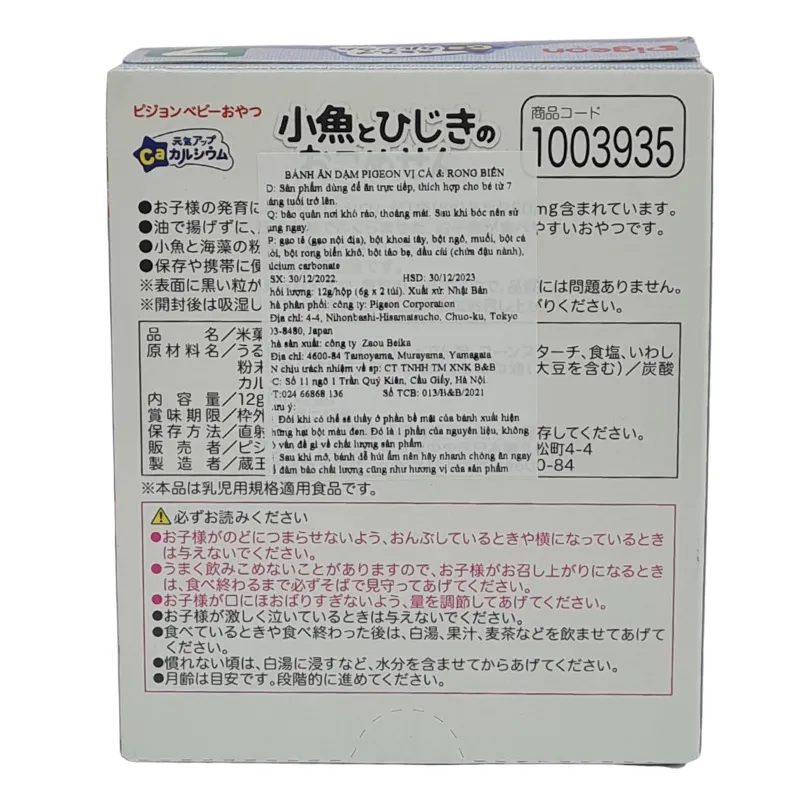 pigeon
7
Ca
カルシウム
ピジョンベビーおやつ
元気アップ
Ca カルシウム
小魚とひじきの
商品コード
1003935
BÁNH ĂN DẶM PIGEON VỊ CÁ & RONG BIỂN
D: Sản phẩm dùng để ăn trực tiếp, thích hợp cho bé từ 7
áng tuổi trở lên.
Q: bảo quản nơi khô ráo, thoáng mát. Sau khi bóc nên sử
ụng ngay.
P: gạo tẻ (gạo nội địa), bột khoai tây, bột ngô, muối, bột cá
òi, bột rong biển khô, bột táo bẹ, dầu cải (chứa đậu nành),
lcium carbonate
SX: 30/12/2022. HSD: 30/12/2023
hối lượng: 12g/hộp (6g x 2 túi). Xuất xứ: Nhật Bản
hà phân phối: công ty: Pigeon Corporation
Địa chỉ: 4-4, Nihonbashi-Hisamatsucho, Chuo-ku, Tokyo
03-8480, Japan
hà sản xuất: công ty Zaou Beika
Địa chỉ: 4600-84 Tamoyama, Murayama, Yamagata
N chịu trách nhiệm về sp: CT TNHH TM XNK B&B
C: Số 11 ngõ 1 Trần Quý Kiên, Cầu Giấy, Hà Nội.
T:024 66868 136 Số TCB: 013/H&B/2021
ưu ý:
Đôi khi có thể sẽ thấy ở phần bề mặt của bánh xuất hiện
hững hạt bột màu đen. Đó là 1 phần của nguyên liệu, không
ó vấn đề gì về chất lượng sản phẩm.
Sau khi mở, bánh dễ hút ẩm nên hãy nhanh chóng ăn ngay
ể đảm bảo chất lượng cũng như hương vị của sản phẩm
●お子様の発育に mg含まれています。
●油で揚げずに、 やすいおやつです。
●小魚と海藻の粉
●保存や携帯に便
※表面に黒い粒が には問題ありません。
※開封後は吸湿し がりください。
品 名/米菓
原材料名/うる ーンスターチ、食塩、いわし
粉末 大豆を含む)/炭酸
カル
内容量/12g
賞味期限/枠外
保存方法/直射 存してください。
販売者/ピジ 松町4-4
製造者/蔵王 0-84
※本品は乳児用規格適用食品です。
必ずお読みください
●お子様がのどにつまらせないよう、おんぶしているときや横になっているとき
は与えないでください。
●うまく飲みこめないことがありますので、お子様がお召し上がりになるとき
は、食べ終わるまで必ずそばで見守ってあげてください。
●お子様が口にほおばりすぎないよう、量を調節してあげてください。
●お子様が激しく泣いているときは与えないでください。
●食べているときや食べ終わった後は、白湯、果汁、麦茶などを飲ませてあげて
ください。
●慣れない頃は、白湯に浸すなど、水分を含ませてからあげてください。
●月齢は目安です。段階的に進めてください。